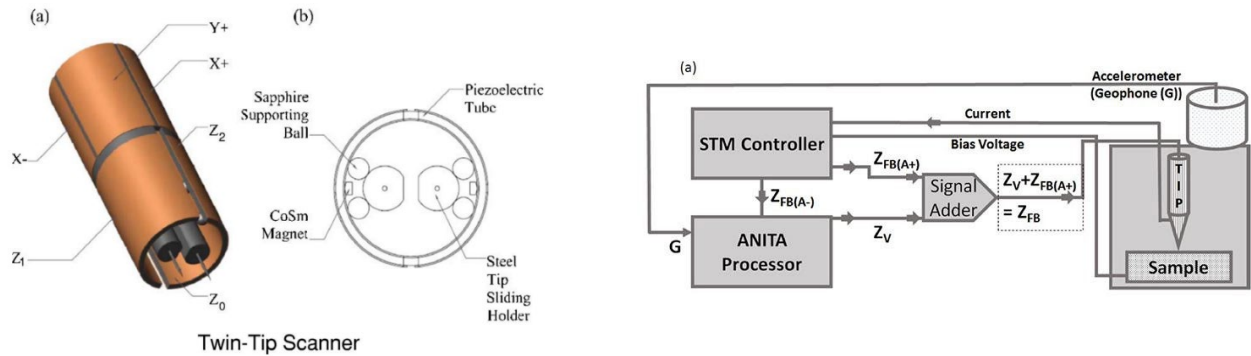 (a)
Y+
X+
Z2
X-
Z1
Z0
(b)
Sapphire
Supporting
Ball
Piezoelectric
Tube
CoSm
Magnet
Steel
Tip
Sliding
Holder
Twin-Tip Scanner
(a)
Accelerometer
(Geophone (G))
Current
STM Controller
Bias Voltage
ZFB(A+)
Signal
Adder
ZV+ZFB(A+)
= ZFB
TIP
ZFB(A-)
G
ANITA
Processor
ZV
Sample